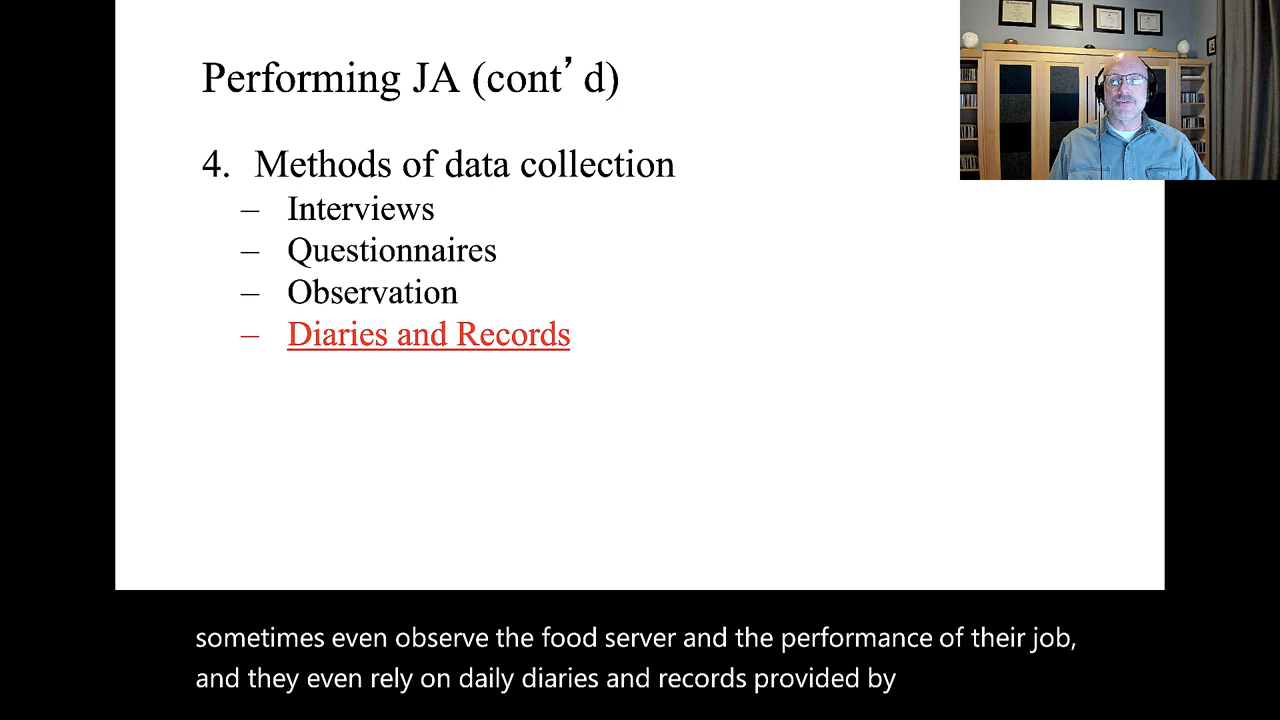 Performing JA (cont’d)
4. Methods of data collection
– Interviews
– Questionnaires
– Observation
– Diaries and Records
sometimes even observe the food server and the performance of their job,
and they even rely on daily diaries and records provided by